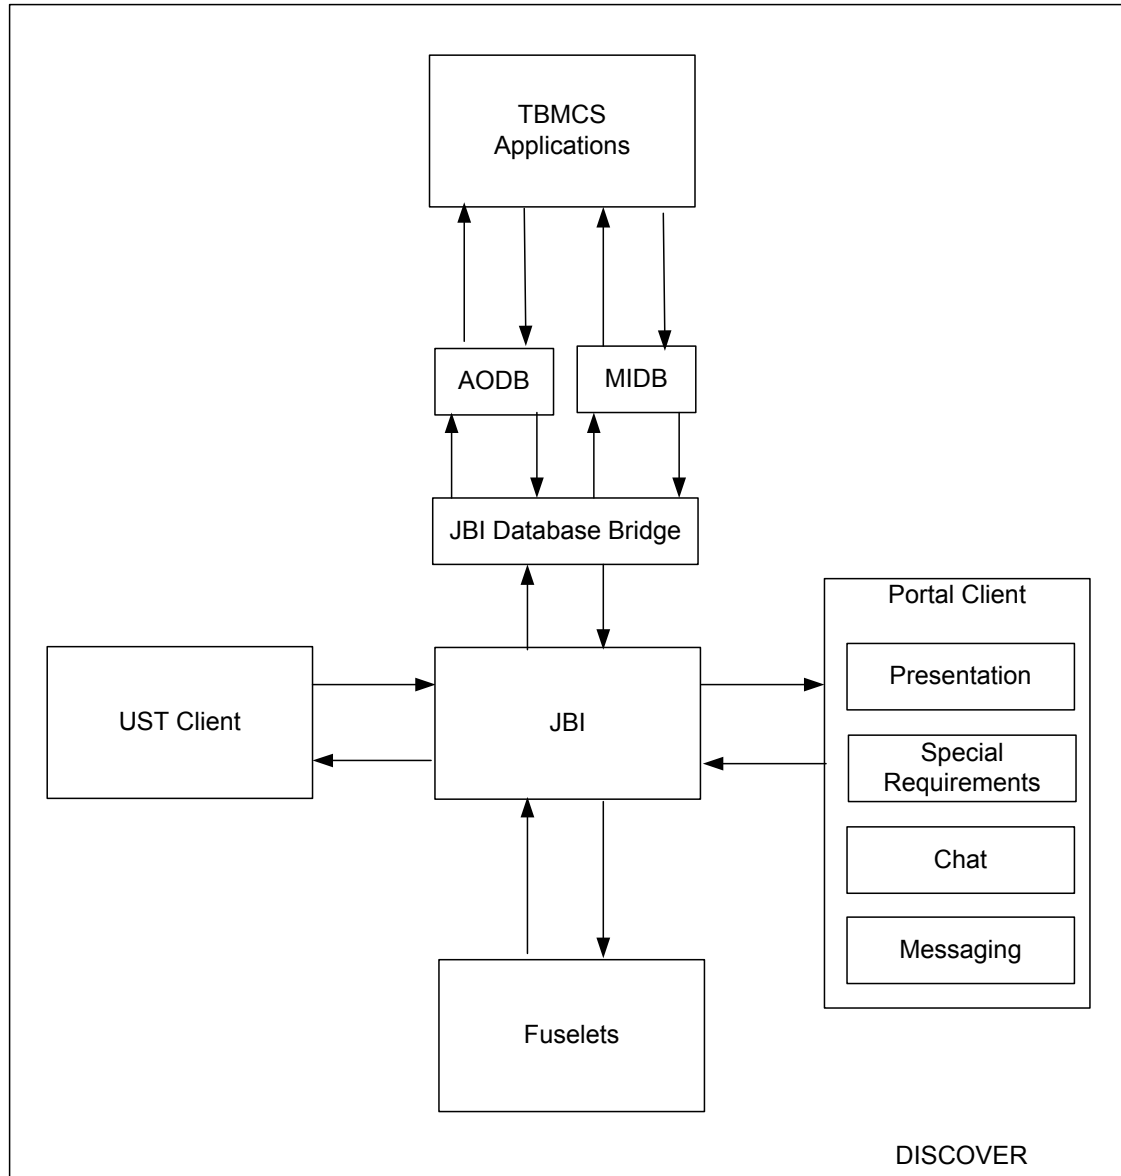 TBMCS
Applications
AODB
MIDB
JBI Database Bridge
Portal Client
Presentation
UST Client
JBI
Special
Requirements
Chat
Messaging
Fuselets
DISCOVER